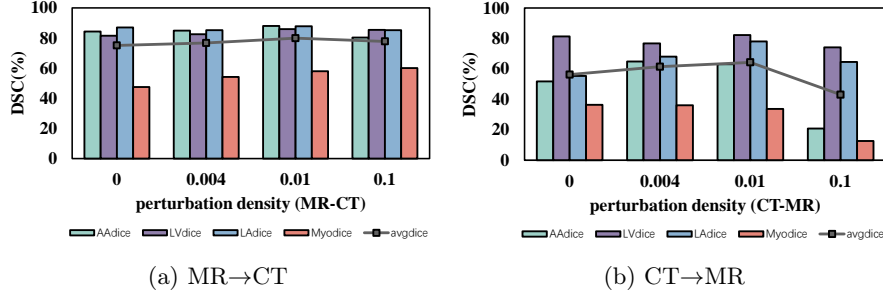 100
80
60
40
20
0
DSC(%)
0 0.004 0.01 0.1
perturbation density (MR-CT)
AAdice LVdice LAdice Myodice avgdice
(a) MR→CT
100
80
60
40
20
0
DSC(%)
0 0.004 0.01 0.1
perturbation density (CT-MR)
AAdice LVdice LAdice Myodice avgdice
(b) CT→MR